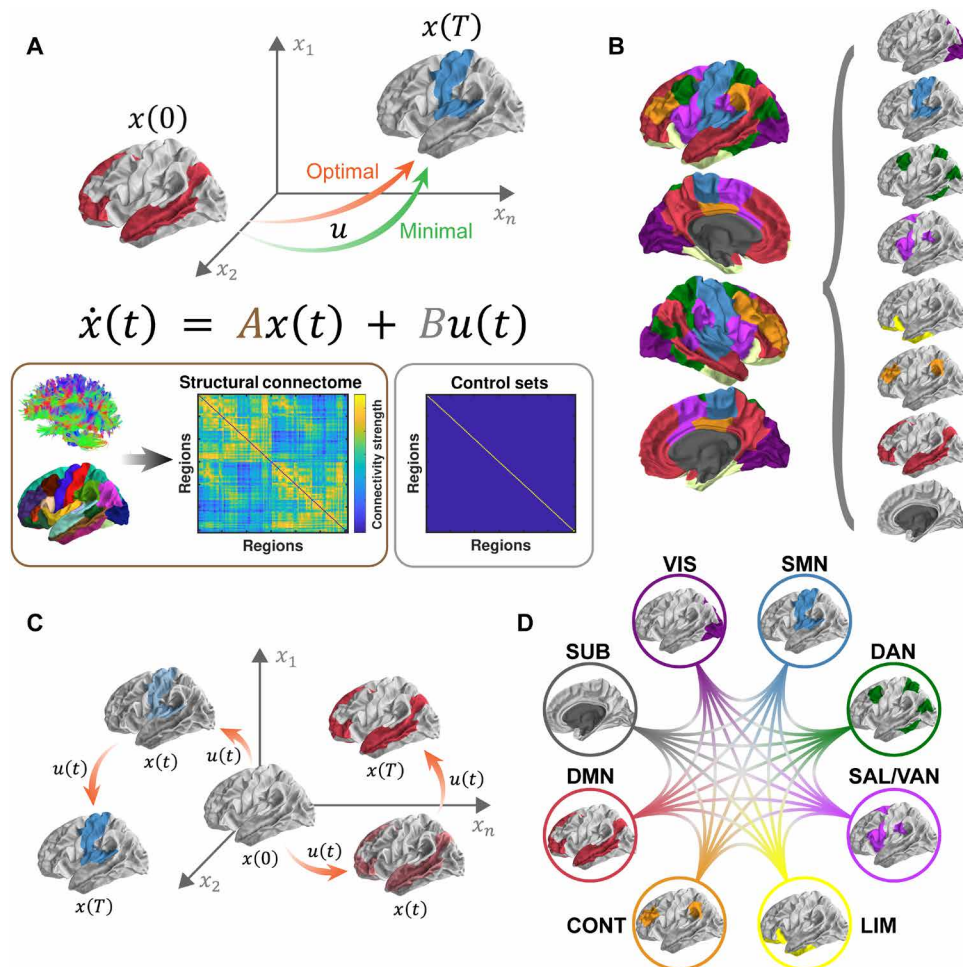 A
x(T)
x₁
x(0)
Optimal
xₙ
u
Minimal
x₂
ẋ(t) = Ax(t) + Bu(t)
Structural connectome
Regions
Connectivity strength
Regions
Control sets
Regions
Regions
B
C
x₁
u(t)
x(t)
u(t)
x(T)
u(t)
xₙ
x(0)
u(t)
x₂
x(T)
x(t)
D
VIS
SMN
SUB
DAN
DMN
SAL/VAN
CONT
LIM